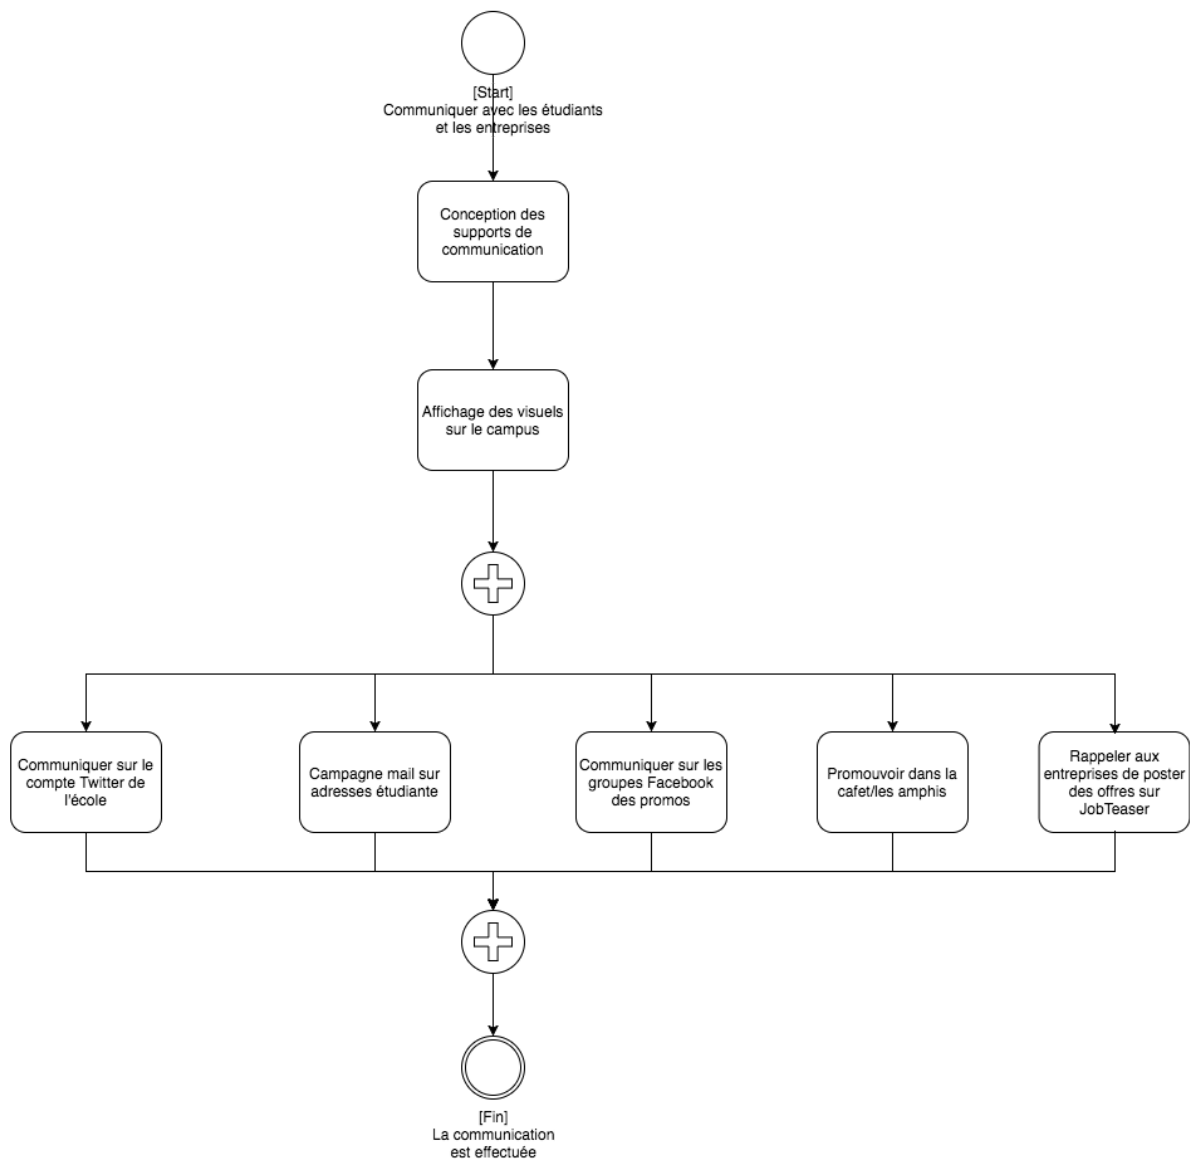 [Start]
Communiquer avec les étudiants
et les entreprises
Conception des
supports de
communication
Affichage des visuels
sur le campus
Communiquer sur le
compte Twitter de
l'école
Campagne mail sur
adresses étudiante
Communiquer sur les
groupes Facebook
des promos
Promouvoir dans la
cafet/les amphis
Rappeler aux
entreprises de poster
des offres sur
JobTeaser
[Fin]
La communication
est effectuée